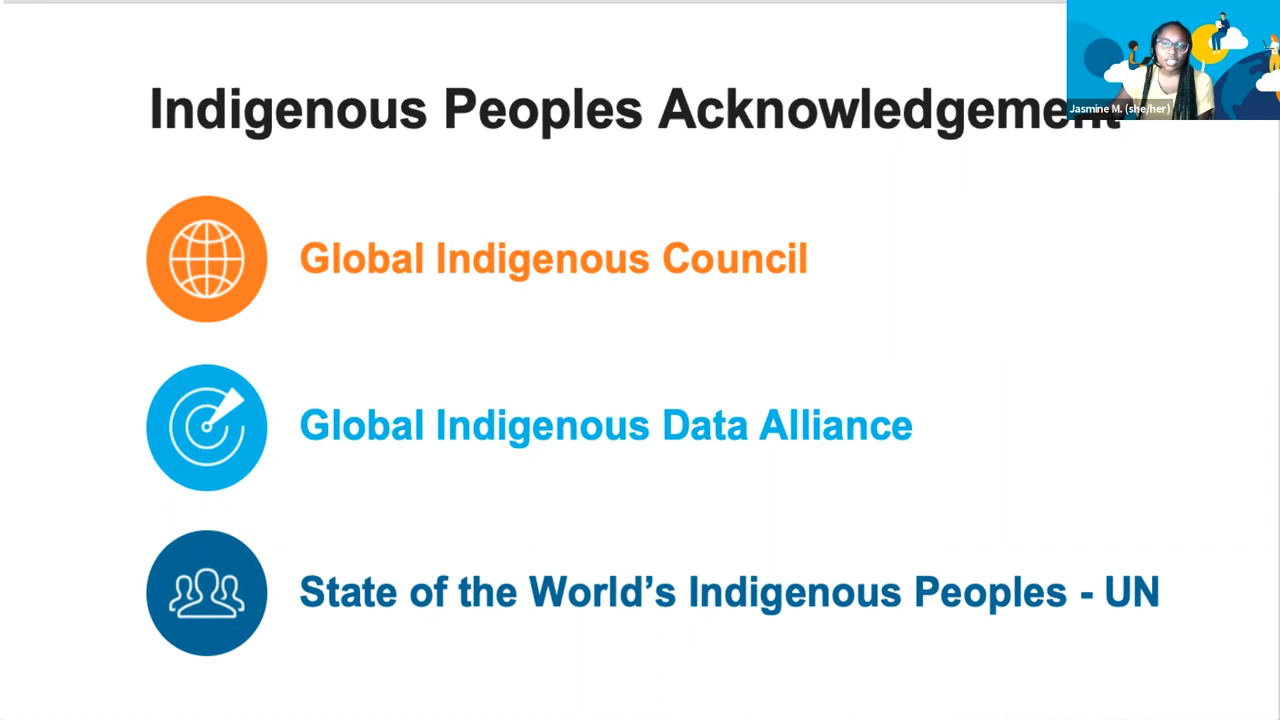 Indigenous Peoples Acknowledgement
Jasmine M. (she/her)
Global Indigenous Council
Global Indigenous Data Alliance
State of the World’s Indigenous Peoples - UN